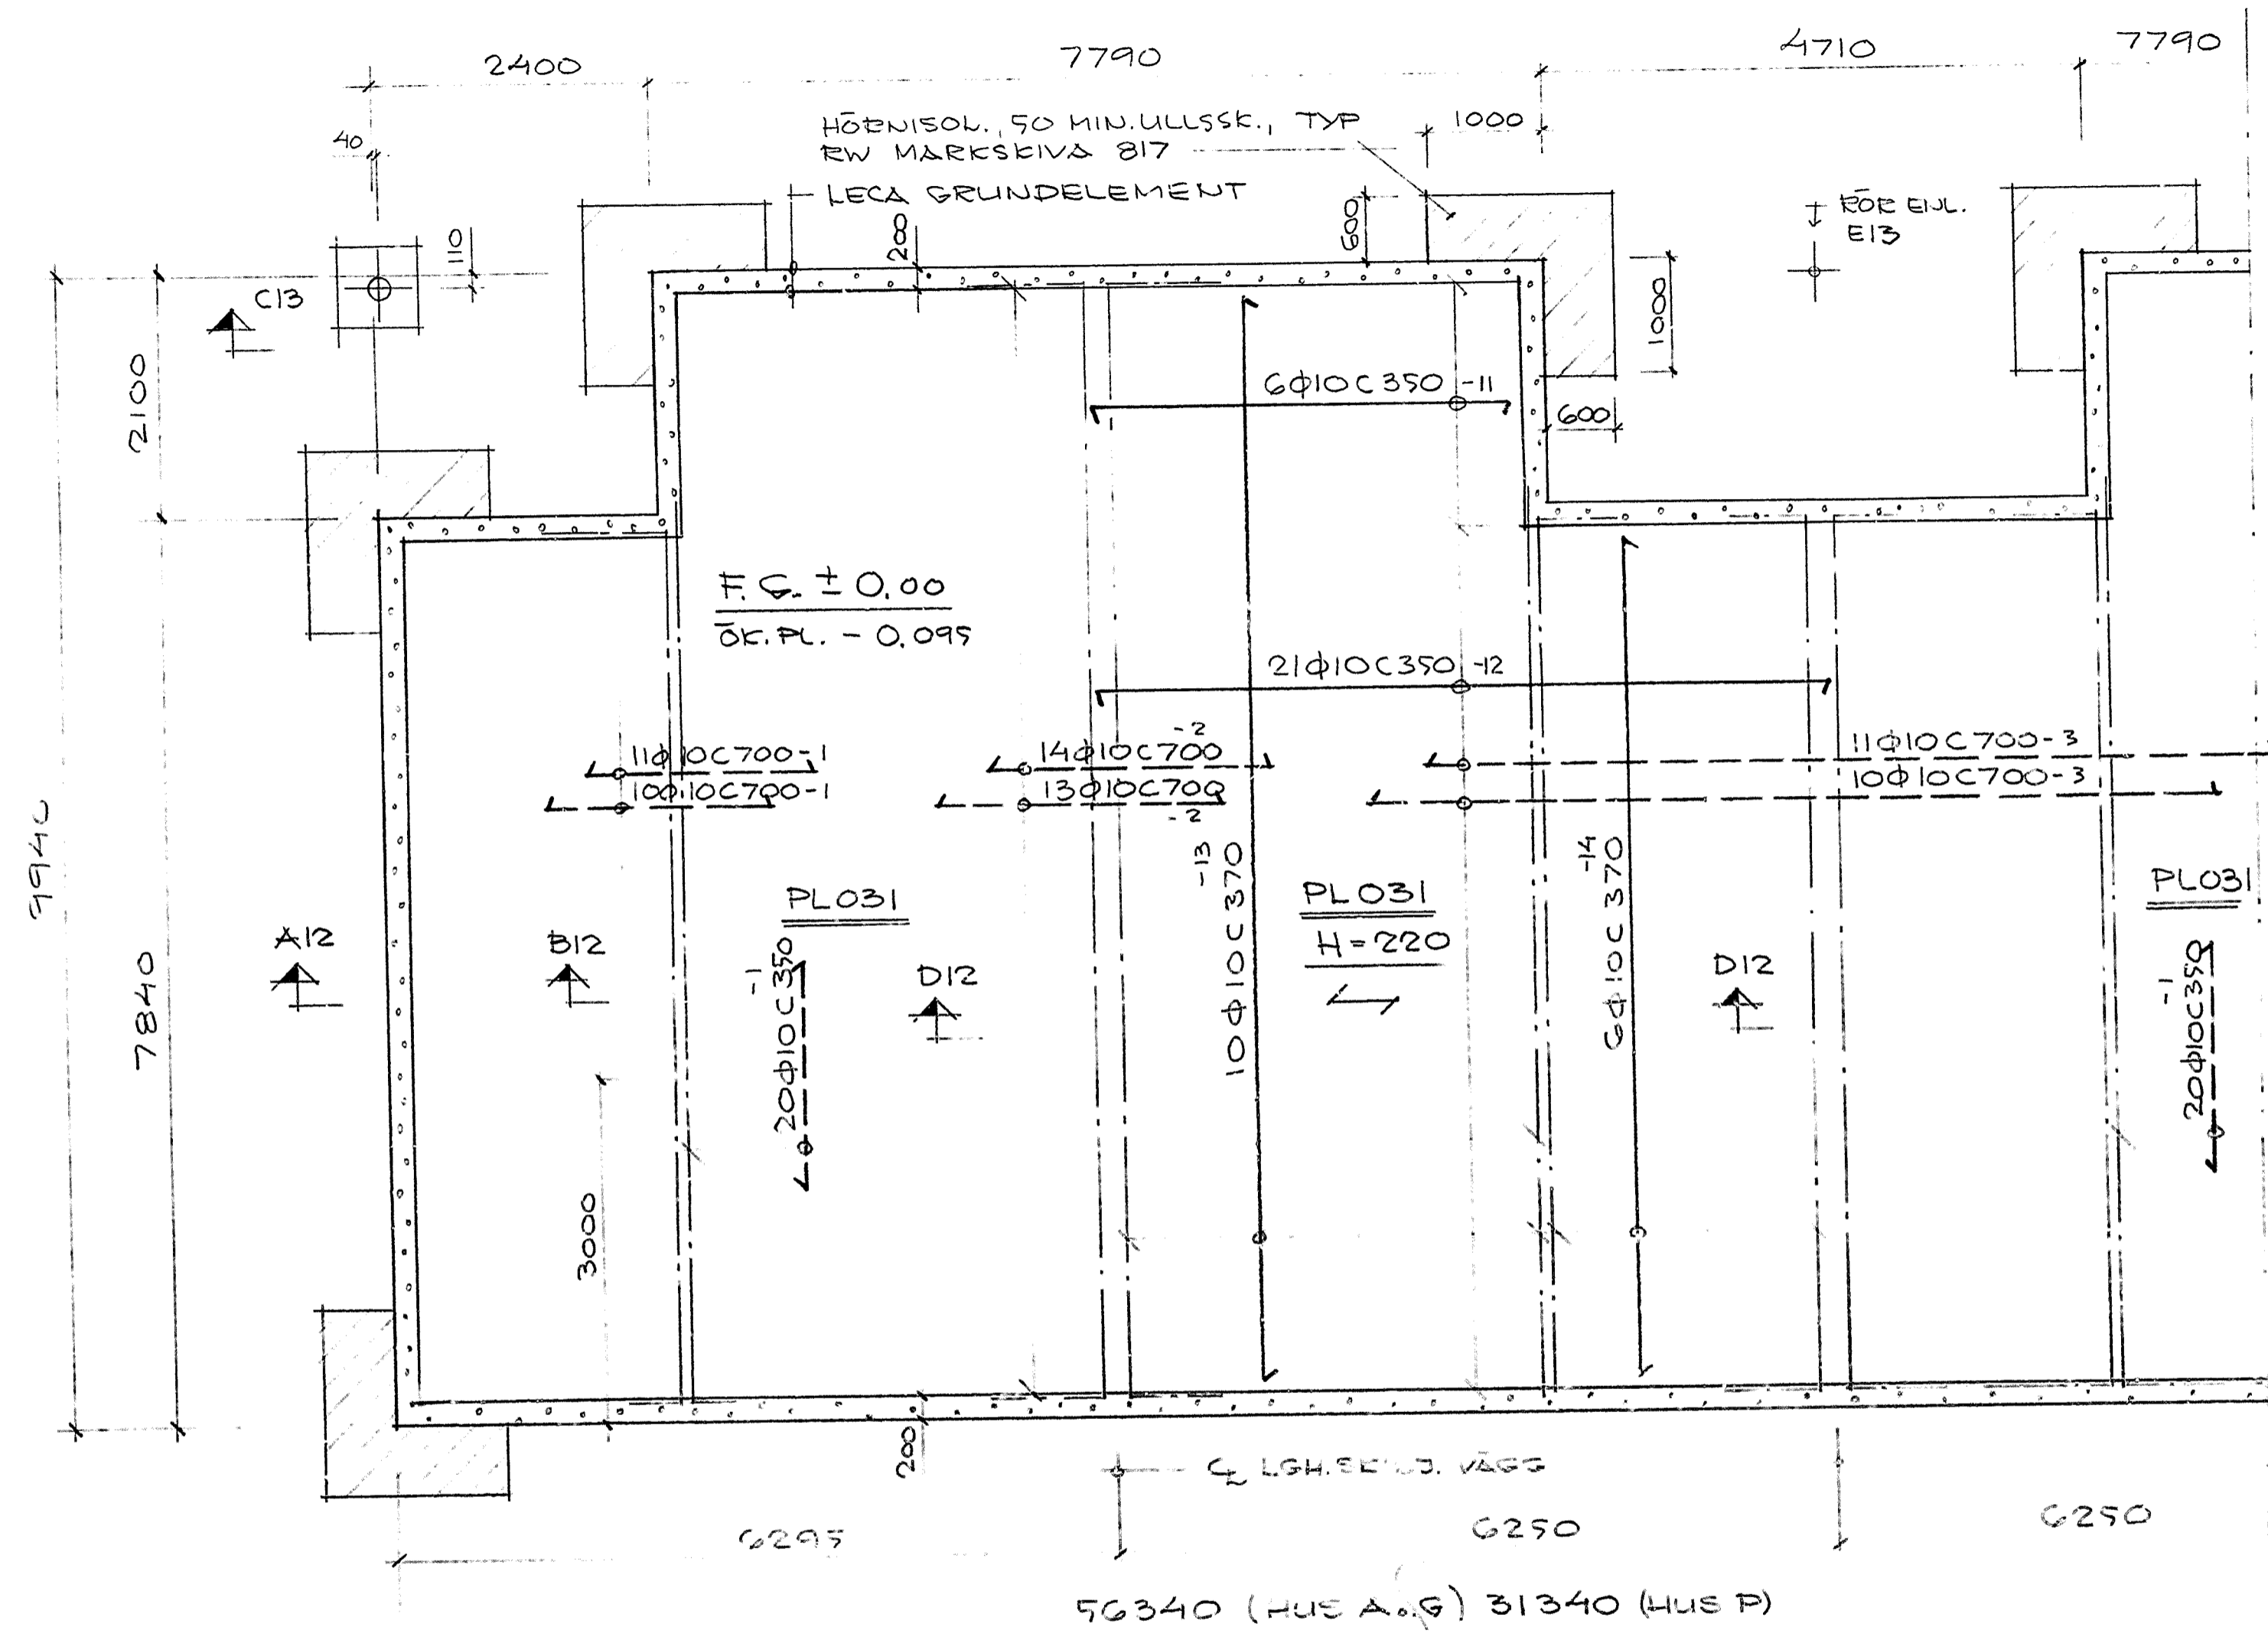 2400
7790
4710
7790
40
HÖRNISOL., 50 MIN.ULLSSK., TYP
RW MARKSKIVA 817
1000
LECA GRUNDELEMENT
RÖR ENL.
E13
110
200
600
C13
1000
2100
6Φ10C350 -11
600
F.G. ± 0.00
ÖK.PL. - 0.095
21Φ10C350 -12
11Φ10C700-1
10Φ10C700-1
-2
14Φ10C700
13Φ10C700
-2
11Φ10C700-3
10Φ10C700-3
9940
7840
-13
10Φ10C370
-14
6Φ10C370
PL031
PL031
H=220
PL031
A12
B12
D12
D12
-1
20Φ10C350
-1
20Φ10C350
3000
200
VÄGG
6295
6250
6250
56340 (HUS A.G) 31340 (HUS P)